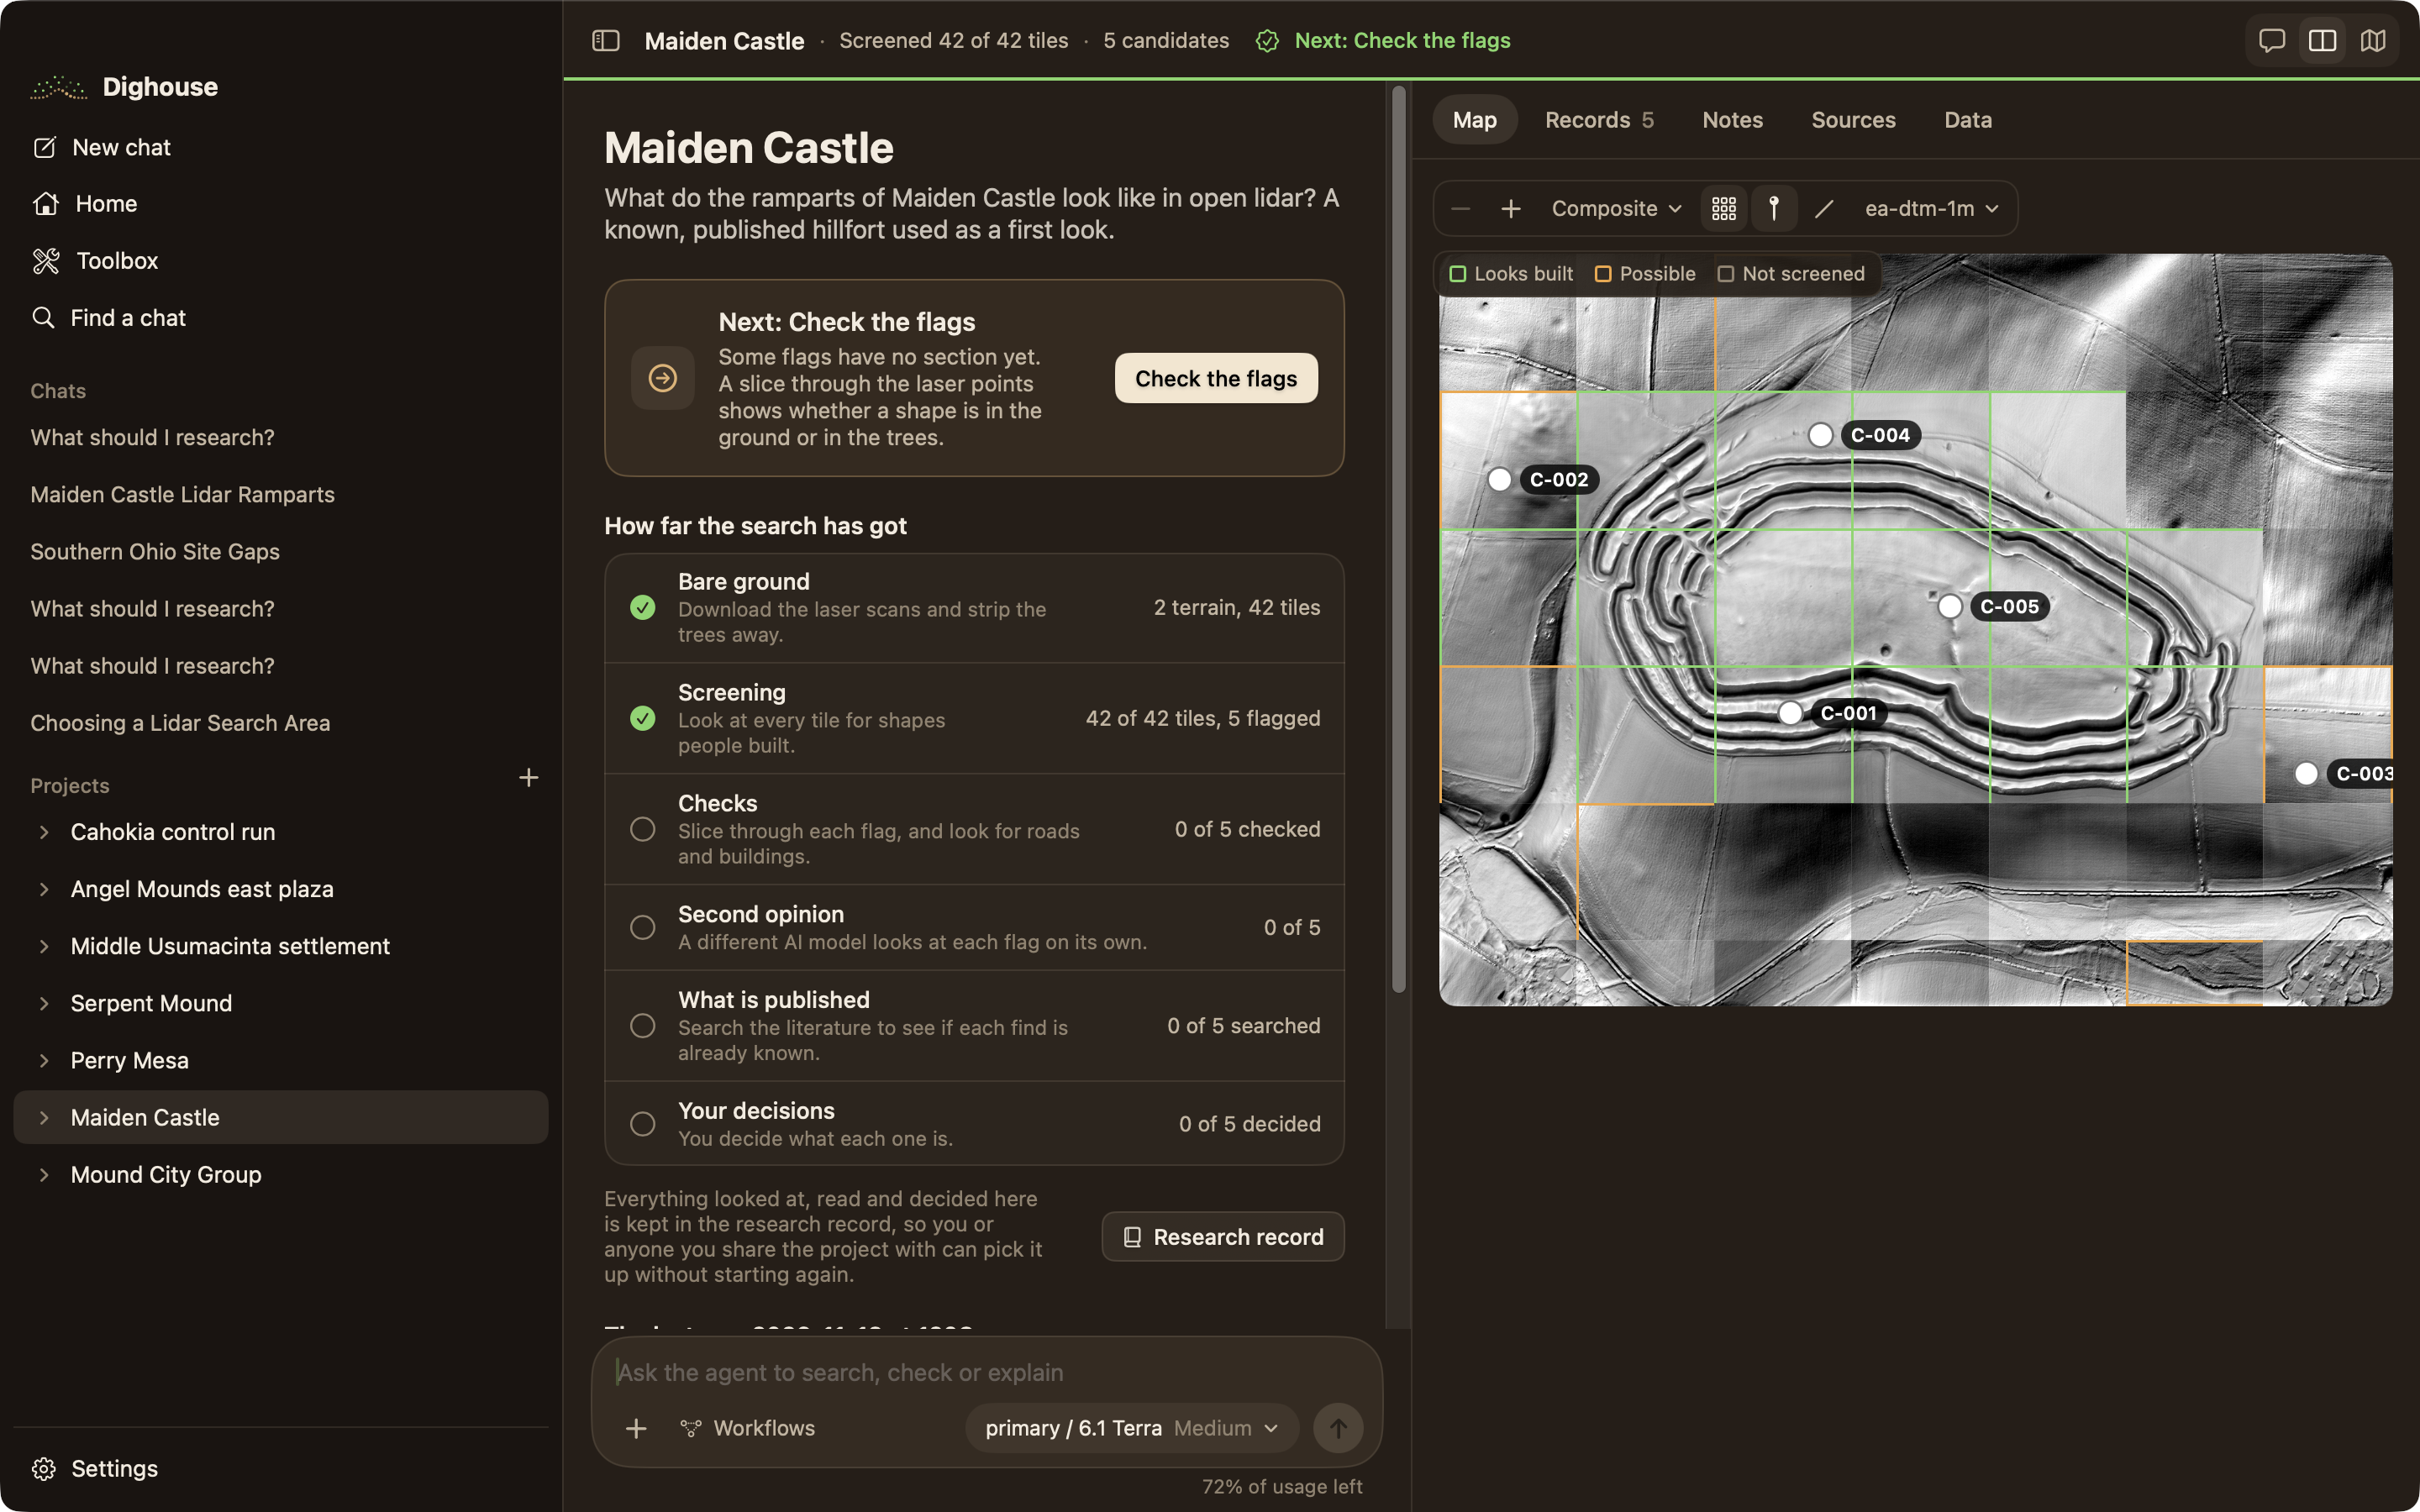 Dighouse
New chat
Home
Toolbox
Find a chat
Chats
What should I research?
Maiden Castle Lidar Ramparts
Southern Ohio Site Gaps
What should I research?
What should I research?
Choosing a Lidar Search Area
Projects
Cahokia control run
Angel Mounds east plaza
Middle Usumacinta settlement
Serpent Mound
Perry Mesa
Maiden Castle
Mound City Group
Settings
Maiden Castle · Screened 42 of 42 tiles · 5 candidates Next: Check the flags
Maiden Castle
What do the ramparts of Maiden Castle look like in open lidar? A
known, published hillfort used as a first look.
Next: Check the flags
Some flags have no section yet.
A slice through the laser points
shows whether a shape is in the
ground or in the trees.
Check the flags
How far the search has got
Bare ground
Download the laser scans and strip the
trees away.
2 terrain, 42 tiles
Screening
Look at every tile for shapes
people built.
42 of 42 tiles, 5 flagged
Checks
Slice through each flag, and look for roads
and buildings.
0 of 5 checked
Second opinion
A different AI model looks at each flag on its own.
0 of 5
What is published
Search the literature to see if each find is
already known.
0 of 5 searched
Your decisions
You decide what each one is.
0 of 5 decided
Everything looked at, read and decided here
is kept in the research record, so you or
anyone you share the project with can pick it
up without starting again.
Research record
Ask the agent to search, check or explain
Workflows
primary / 6.1 Terra Medium
72% of usage left
Map
Records 5
Notes
Sources
Data
Composite
ea-dtm-1m
Looks built
Possible
Not screened
C-004
C-002
C-005
C-001
C-003